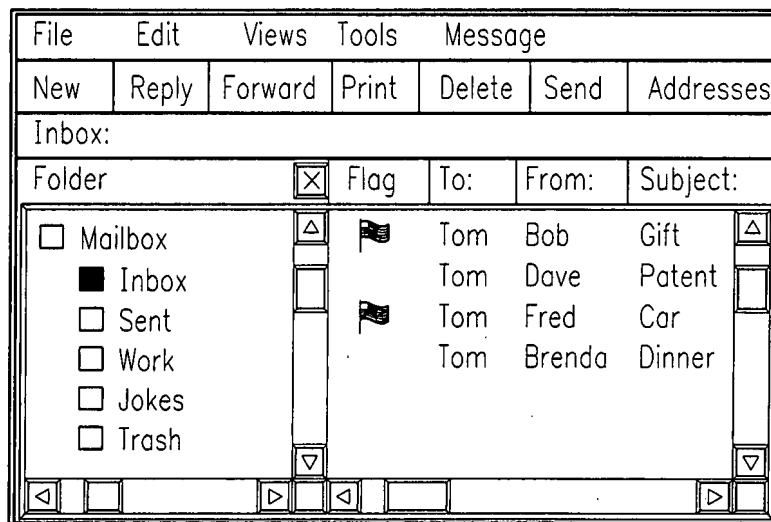 File Edit Views Tools Message
New Reply Forward Print Delete Send Addresses
Inbox:
Folder Flag To: From: Subject:
Mailbox Tom Bob Gift
Inbox Tom Dave Patent
Sent Tom Fred Car
Work Tom Brenda Dinner
Jokes
Trash